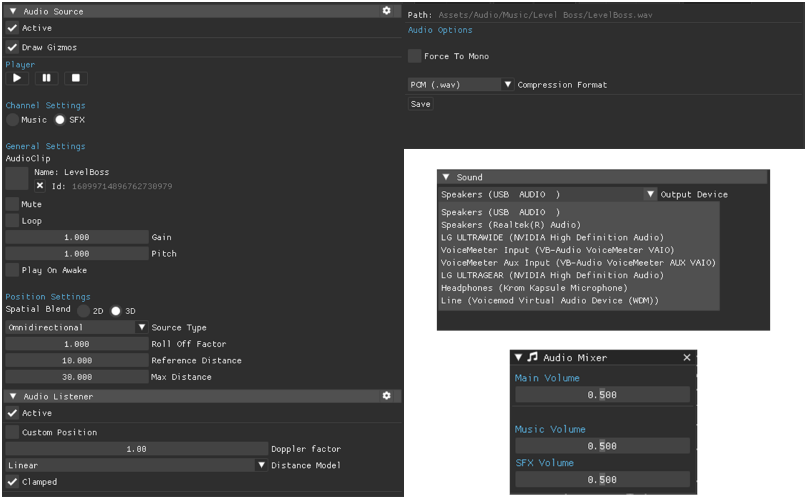 Audio Source
Active
Draw Gizmos
Player
Channel Settings
Music SFX
General Settings
AudioClip
Name: LevelBoss
Id: 16899714896762730979
Mute
Loop
1.000 Gain
1.000 Pitch
Play On Awake
Position Settings
Spatial Blend 2D 3D
Omnidirectional Source Type
1.000 Roll Off Factor
10.000 Reference Distance
30.000 Max Distance
Audio Listener
Active
Custom Position
1.00 Doppler factor
Linear Distance Model
Clamped
Path: Assets/Audio/Music/Level Boss/LevelBoss.wav
Audio Options
Force To Mono
PCM (.wav) Compression Format
Save
Sound
Speakers (USB AUDIO ) Output Device
Speakers (USB AUDIO )
Speakers (Realtek(R) Audio)
LG ULTRAWIDE (NVIDIA High Definition Audio)
VoiceMeeter Input (VB-Audio VoiceMeeter VAIO)
VoiceMeeter Aux Input (VB-Audio VoiceMeeter AUX VAIO)
LG ULTRAGEAR (NVIDIA High Definition Audio)
Headphones (Krom Kapsule Microphone)
Line (Voicemod Virtual Audio Device (WDM))
Audio Mixer
Main Volume
0.500
Music Volume
0.500
SFX Volume
0.500